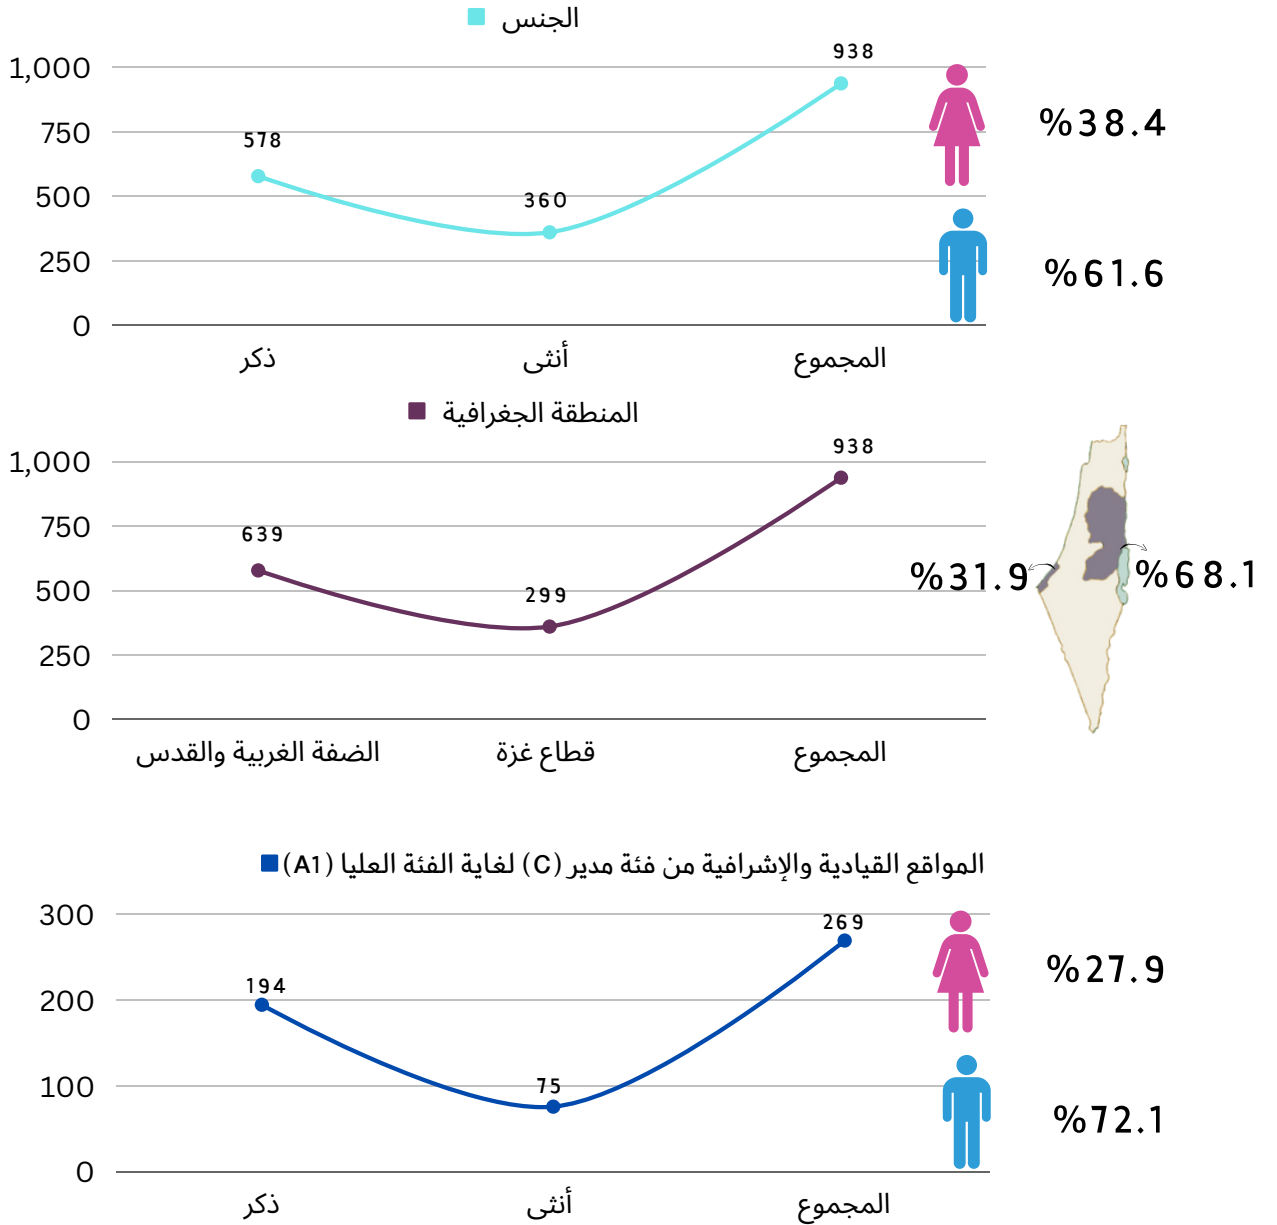 الجنس
1,000
750
500
250
0
578
360
938
ذكر
أنثى
المجموع
%38.4
%61.6
المنطقة الجغرافية
1,000
750
500
250
0
639
299
938
الضفة الغربية والقدس
قطاع غزة
المجموع
%31.9
%68.1
المواقع القيادية والإشرافية من فئة مدير (C) لغاية الفئة العليا (A1)
300
200
100
0
194
75
269
ذكر
أنثى
المجموع
%27.9
%72.1